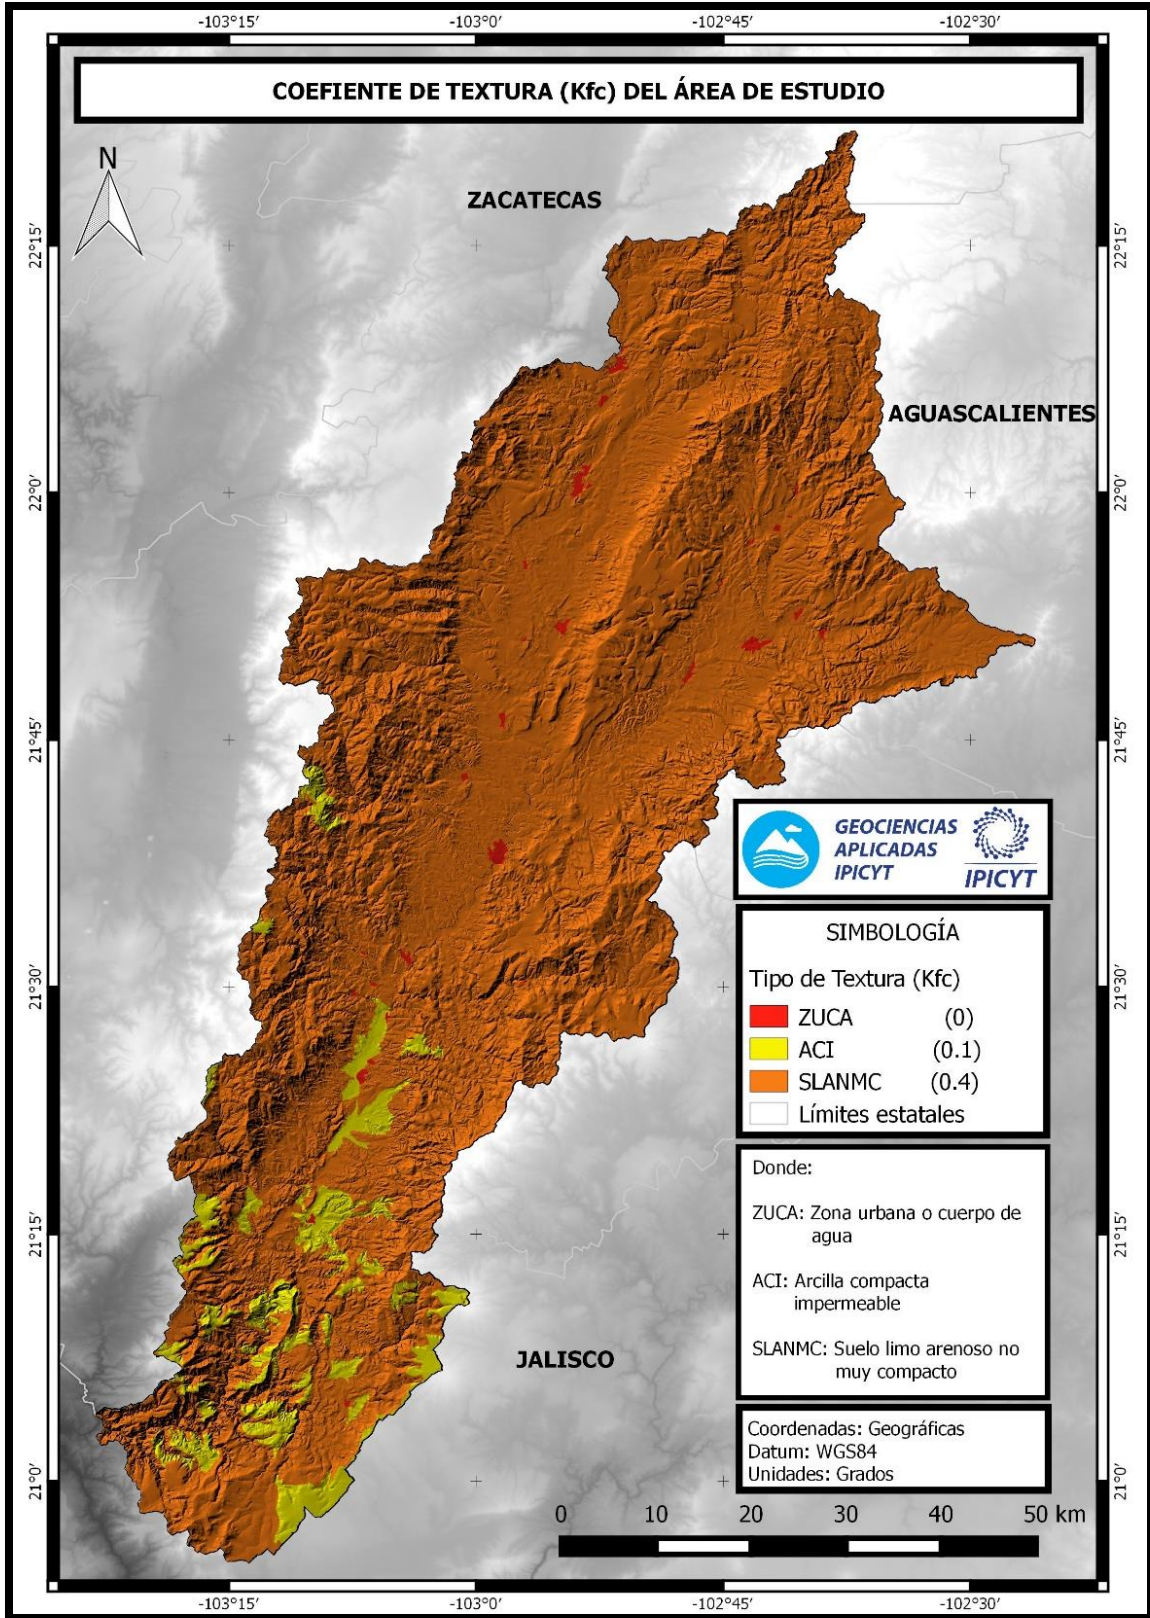 -103°15'
-103°0'
-102°45'
-102°30'
COEFIENTE DE TEXTURA (Kfc) DEL ÁREA DE ESTUDIO
N
ZACATECAS
22°15'
22°15'
AGUASCALIENTES
22°0'
22°0'
21°45'
21°45'
GEOCIENCIAS
APLICADAS
IPICYT
IPICYT
SIMBOLOGÍA
Tipo de Textura (Kfc)
ZUCA (0)
ACI (0.1)
SLANMC (0.4)
Límites estatales
21°30'
21°30'
Donde:
ZUCA: Zona urbana o cuerpo de
agua
ACI: Arcilla compacta
impermeable
SLANMC: Suelo limo arenoso no
muy compacto
21°15'
21°15'
JALISCO
Coordenadas: Geográficas
Datum: WGS84
Unidades: Grados
21°0'
21°0'
0 10 20 30 40 50 km
-103°15'
-103°0'
-102°45'
-102°30'